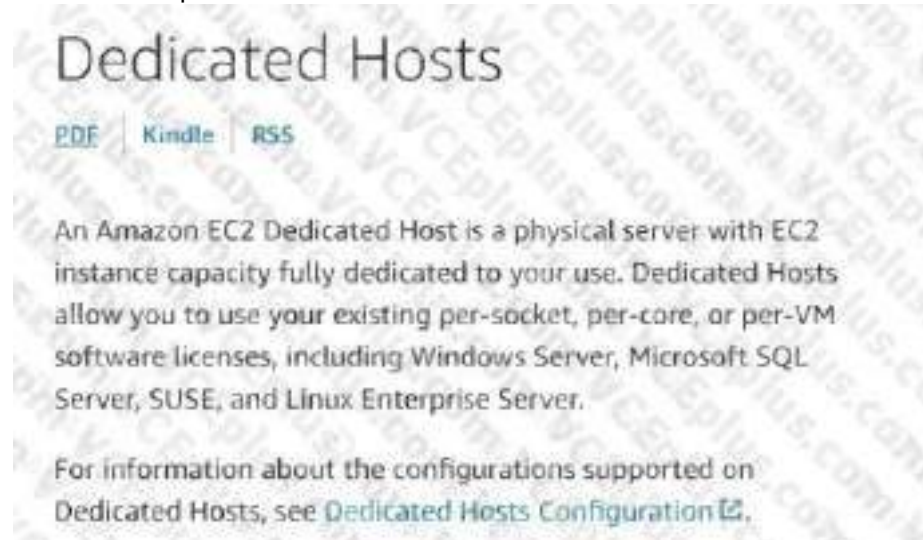 Dedicated Hosts
PDF Kindle RSS
An Amazon EC2 Dedicated Host is a physical server with EC2
instance capacity fully dedicated to your use. Dedicated Hosts
allow you to use your existing per-socket, per-core, or per-VM
software licenses, including Windows Server, Microsoft SQL
Server, SUSE, and Linux Enterprise Server.
For information about the configurations supported on
Dedicated Hosts, see Dedicated Hosts Configuration.